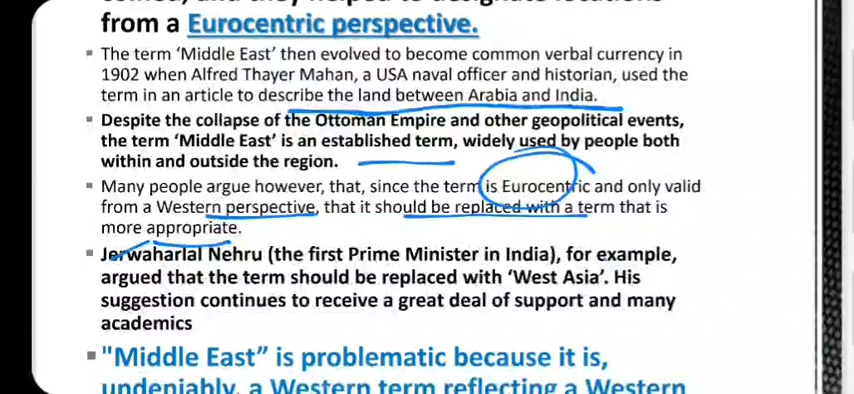 from a Eurocentric perspective.
▪ The term ‘Middle East’ then evolved to become common verbal currency in
1902 when Alfred Thayer Mahan, a USA naval officer and historian, used the
term in an article to describe the land between Arabia and India.
▪ Despite the collapse of the Ottoman Empire and other geopolitical events,
the term ‘Middle East’ is an established term, widely used by people both
within and outside the region.
▪ Many people argue however, that, since the term is Eurocentric and only valid
from a Western perspective, that it should be replaced with a term that is
more appropriate.
▪ Jerwaharlal Nehru (the first Prime Minister in India), for example,
argued that the term should be replaced with ‘West Asia’. His
suggestion continues to receive a great deal of support and many
academics
▪ "Middle East” is problematic because it is,
undeniably, a Western term reflecting a Western